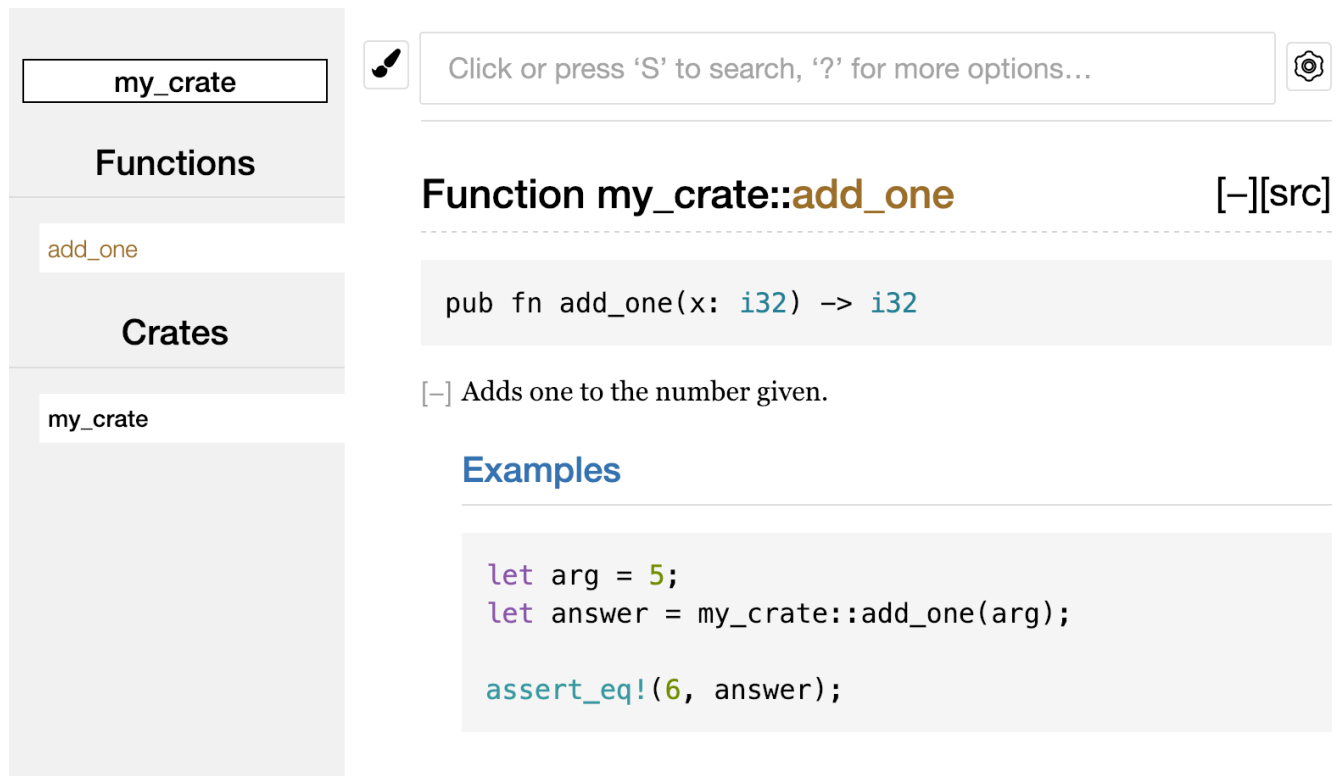 my_crate
Functions
add_one
Crates
my_crate
Click or press ‘S’ to search, ‘?’ for more options…
Function my_crate::add_one
[−][src]
pub fn add_one(x: i32) -> i32
[−] Adds one to the number given.
Examples
let arg = 5;
let answer = my_crate::add_one(arg);
assert_eq!(6, answer);